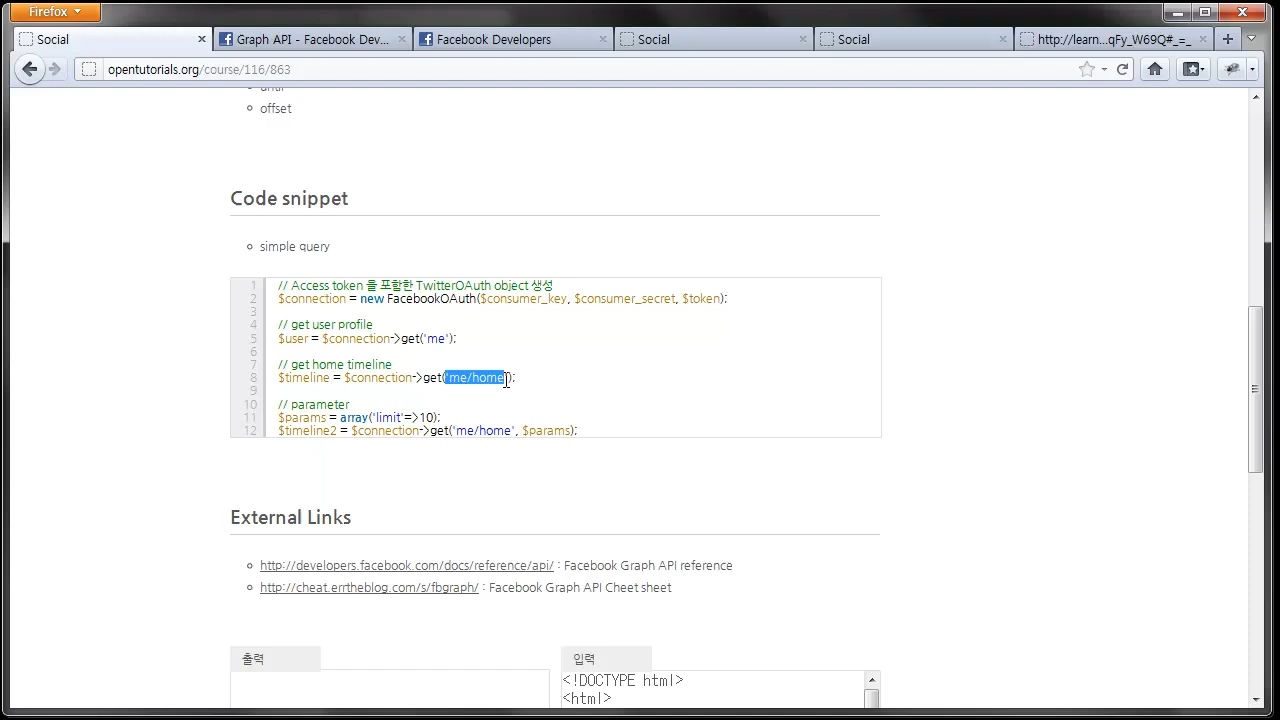 Firefox
Social
Graph API - Facebook Dev...
Facebook Developers
Social
Social
http://learn...qFy_W69Q#_=_
opentutorials.org/course/116/863
until
offset
Code snippet
simple query
1 // Access token 을 포함한 TwitterOAuth object 생성
2 $connection = new FacebookOAuth($consumer_key, $consumer_secret, $token);
3
4 // get user profile
5 $user = $connection->get('me');
6
7 // get home timeline
8 $timeline = $connection->get('me/home');
9
10 // parameter
11 $params = array('limit'=>10);
12 $timeline2 = $connection->get('me/home', $params);
External Links
http://developers.facebook.com/docs/reference/api/ : Facebook Graph API reference
http://cheat.errtheblog.com/s/fbgraph/ : Facebook Graph API Cheet sheet
출력
입력
<!DOCTYPE html>
<html>